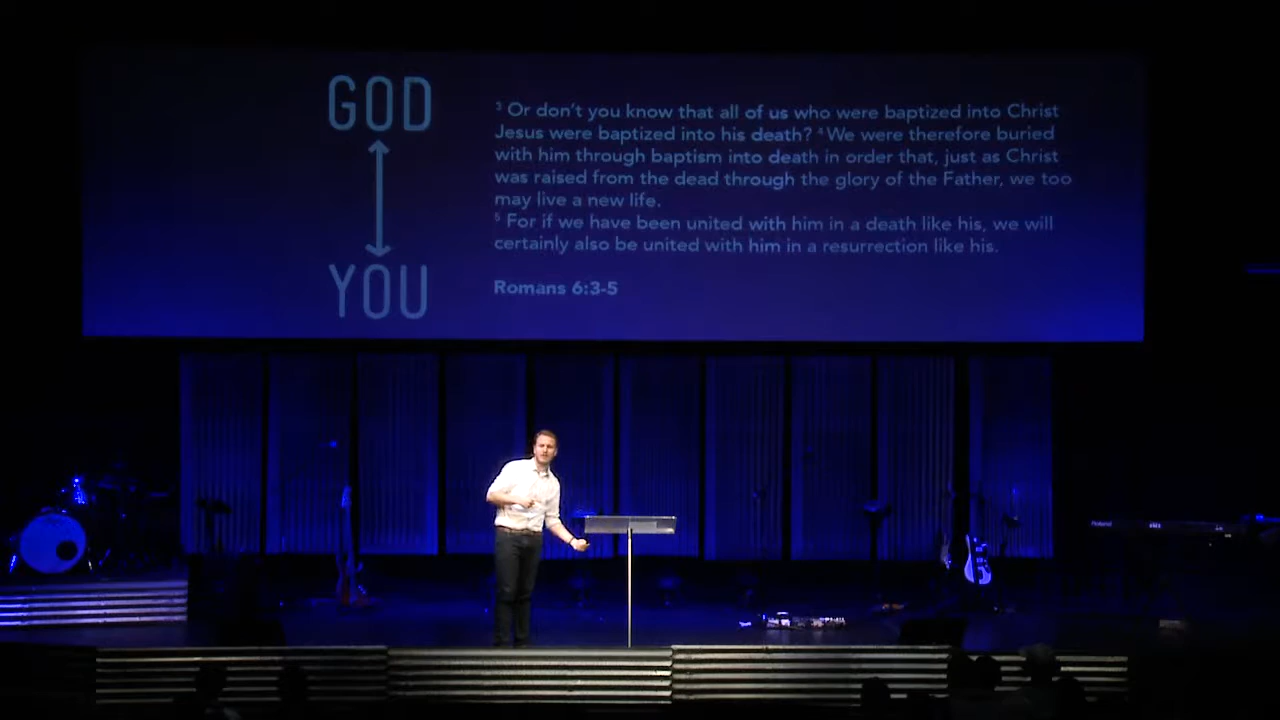 GOD
YOU
³ Or don't you know that all of us who were baptized into Christ
Jesus were baptized into his death? ⁴ We were therefore buried
with him through baptism into death in order that, just as Christ
was raised from the dead through the glory of the Father, we too
may live a new life.
⁵ For if we have been united with him in a death like his, we will
certainly also be united with him in a resurrection like his.
Romans 6:3-5
Roland